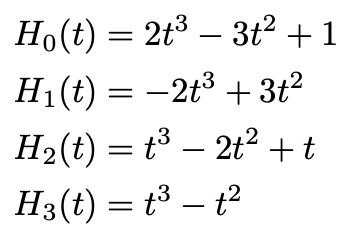 H₀(t) = 2t³ − 3t² + 1
H₁(t) = −2t³ + 3t²
H₂(t) = t³ − 2t² + t
H₃(t) = t³ − t²